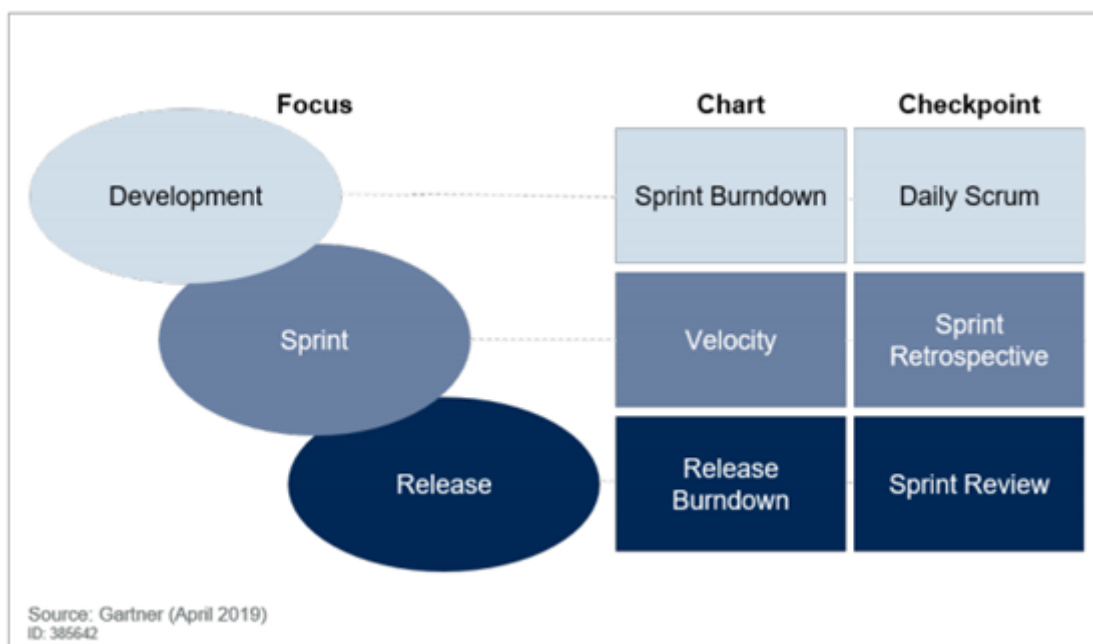 Focus
Chart
Checkpoint
Development
Sprint Burndown
Daily Scrum
Sprint
Velocity
Sprint
Retrospective
Release
Release
Burndown
Sprint Review
Source: Gartner (April 2019)
ID: 385642